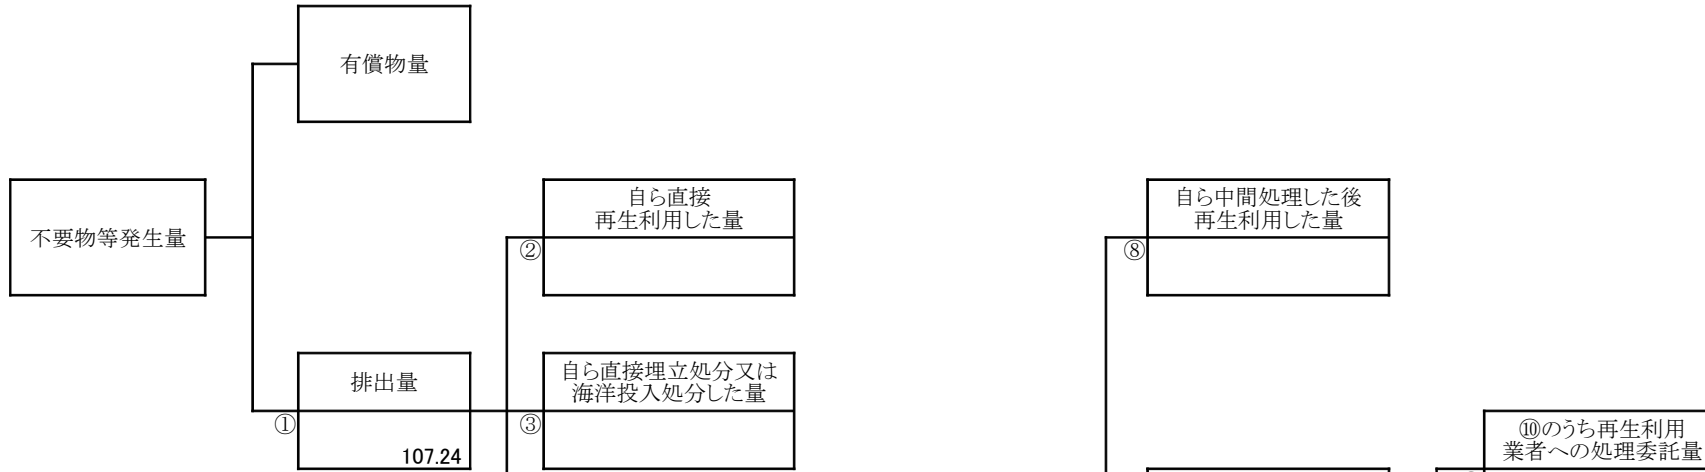 有償物量
不要物等発生量
自ら直接
再生利用した量
②
自ら中間処理した後
再生利用した量
⑧
排出量
①
107.24
自ら直接埋立処分又は
海洋投入処分した量
③
⑩のうち再生利用
業者への処理委託量